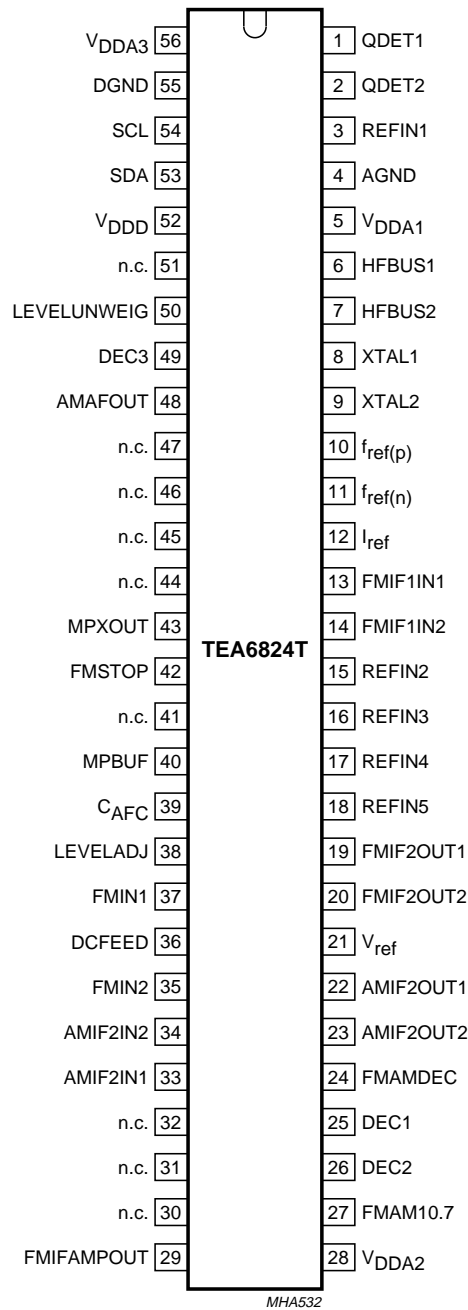 VDDA3 56 1 QDET1
DGND 55 2 QDET2
SCL 54 3 REFIN1
SDA 53 4 AGND
VDDD 52 5 VDDA1
n.c. 51 6 HFBUS1
LEVELUNWEIG 50 7 HFBUS2
DEC3 49 8 XTAL1
AMAFOUT 48 9 XTAL2
n.c. 47 10 fref(p)
n.c. 46 11 fref(n)
n.c. 45 12 Iref
n.c. 44 13 FMIF1IN1
MPXOUT 43 14 FMIF1IN2
TEA6824T
FMSTOP 42 15 REFIN2
n.c. 41 16 REFIN3
MPBUF 40 17 REFIN4
CAFC 39 18 REFIN5
LEVELADJ 38 19 FMIF2OUT1
FMIN1 37 20 FMIF2OUT2
DCFEED 36 21 Vref
FMIN2 35 22 AMIF2OUT1
AMIF2IN2 34 23 AMIF2OUT2
AMIF2IN1 33 24 FMAMDEC
n.c. 32 25 DEC1
n.c. 31 26 DEC2
n.c. 30 27 FMAM10.7
FMIFAMPOUT 29 28 VDDA2
MHA532